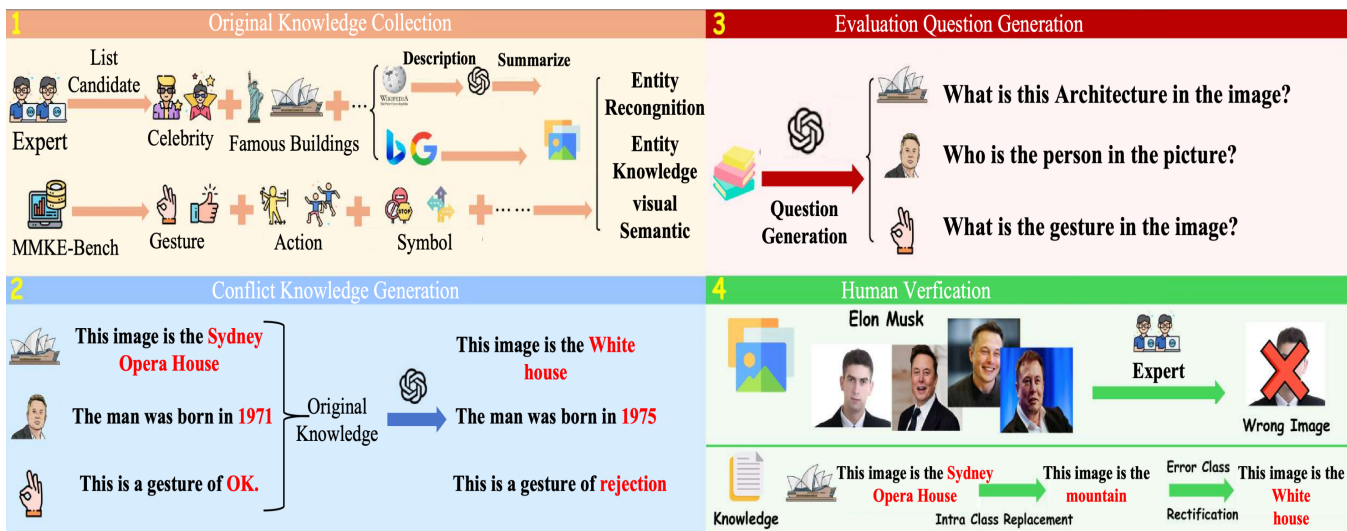 1
Original Knowledge Collection
List
Candidate
Expert
Celebrity
Famous Buildings
...
WIKIPEDIA
Description
Summarize
Entity
Recongnition
Entity
Knowledge
visual
Semantic
MMKE-Bench
Gesture
Action
STOP
Symbol
... ...
2
Conflict Knowledge Generation
This image is the Sydney
Opera House
The man was born in 1971
This is a gesture of OK.
Original
Knowledge
This image is the White
house
The man was born in 1975
This is a gesture of rejection
3
Evaluation Question Generation
Question
Generation
What is this Architecture in the image?
Who is the person in the picture?
What is the gesture in the image?
4
Human Verfication
Elon Musk
Expert
Wrong Image
Knowledge
This image is the Sydney
Opera House
Intra Class Replacement
This image is the
mountain
Error Class
Rectification
This image is the
White
house